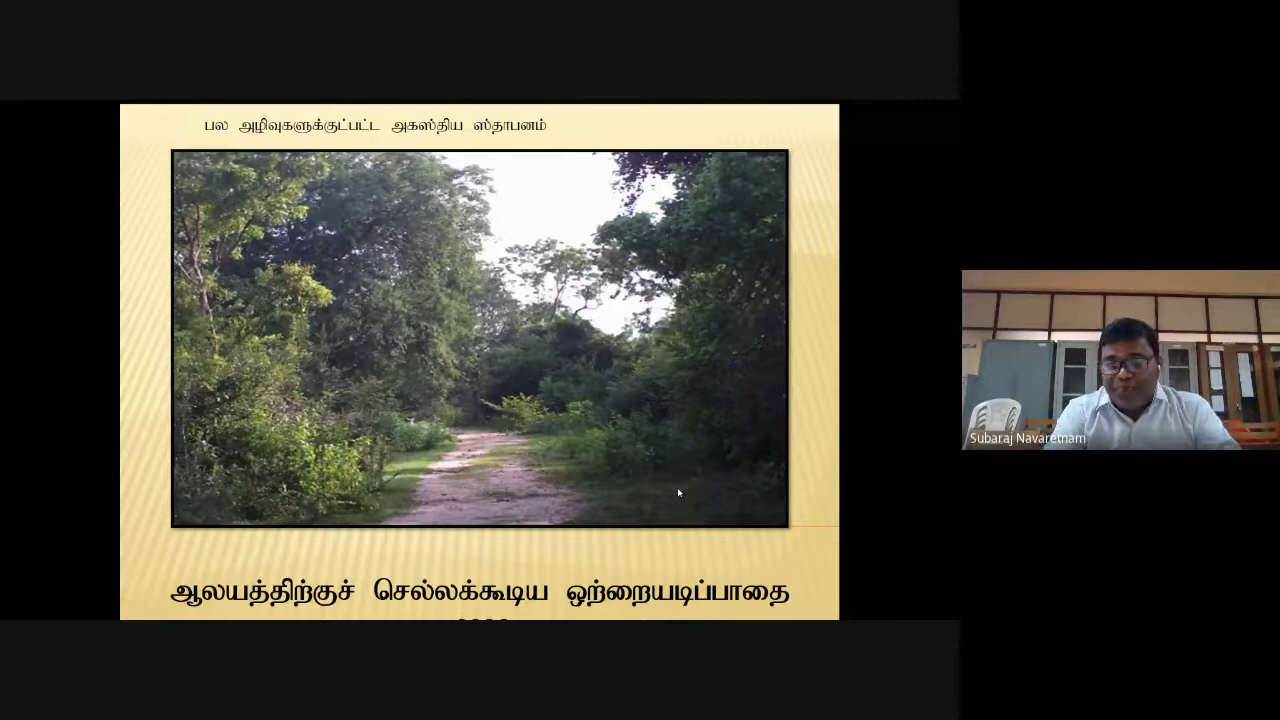 பல அழிவுகளுக்குட்பட்ட அகஸ்திய ஸ்தாபனம்
ஆலயத்திற்குச் செல்லக்கூடிய ஒற்றையடிப்பாதை
Subaraj Navaretnam